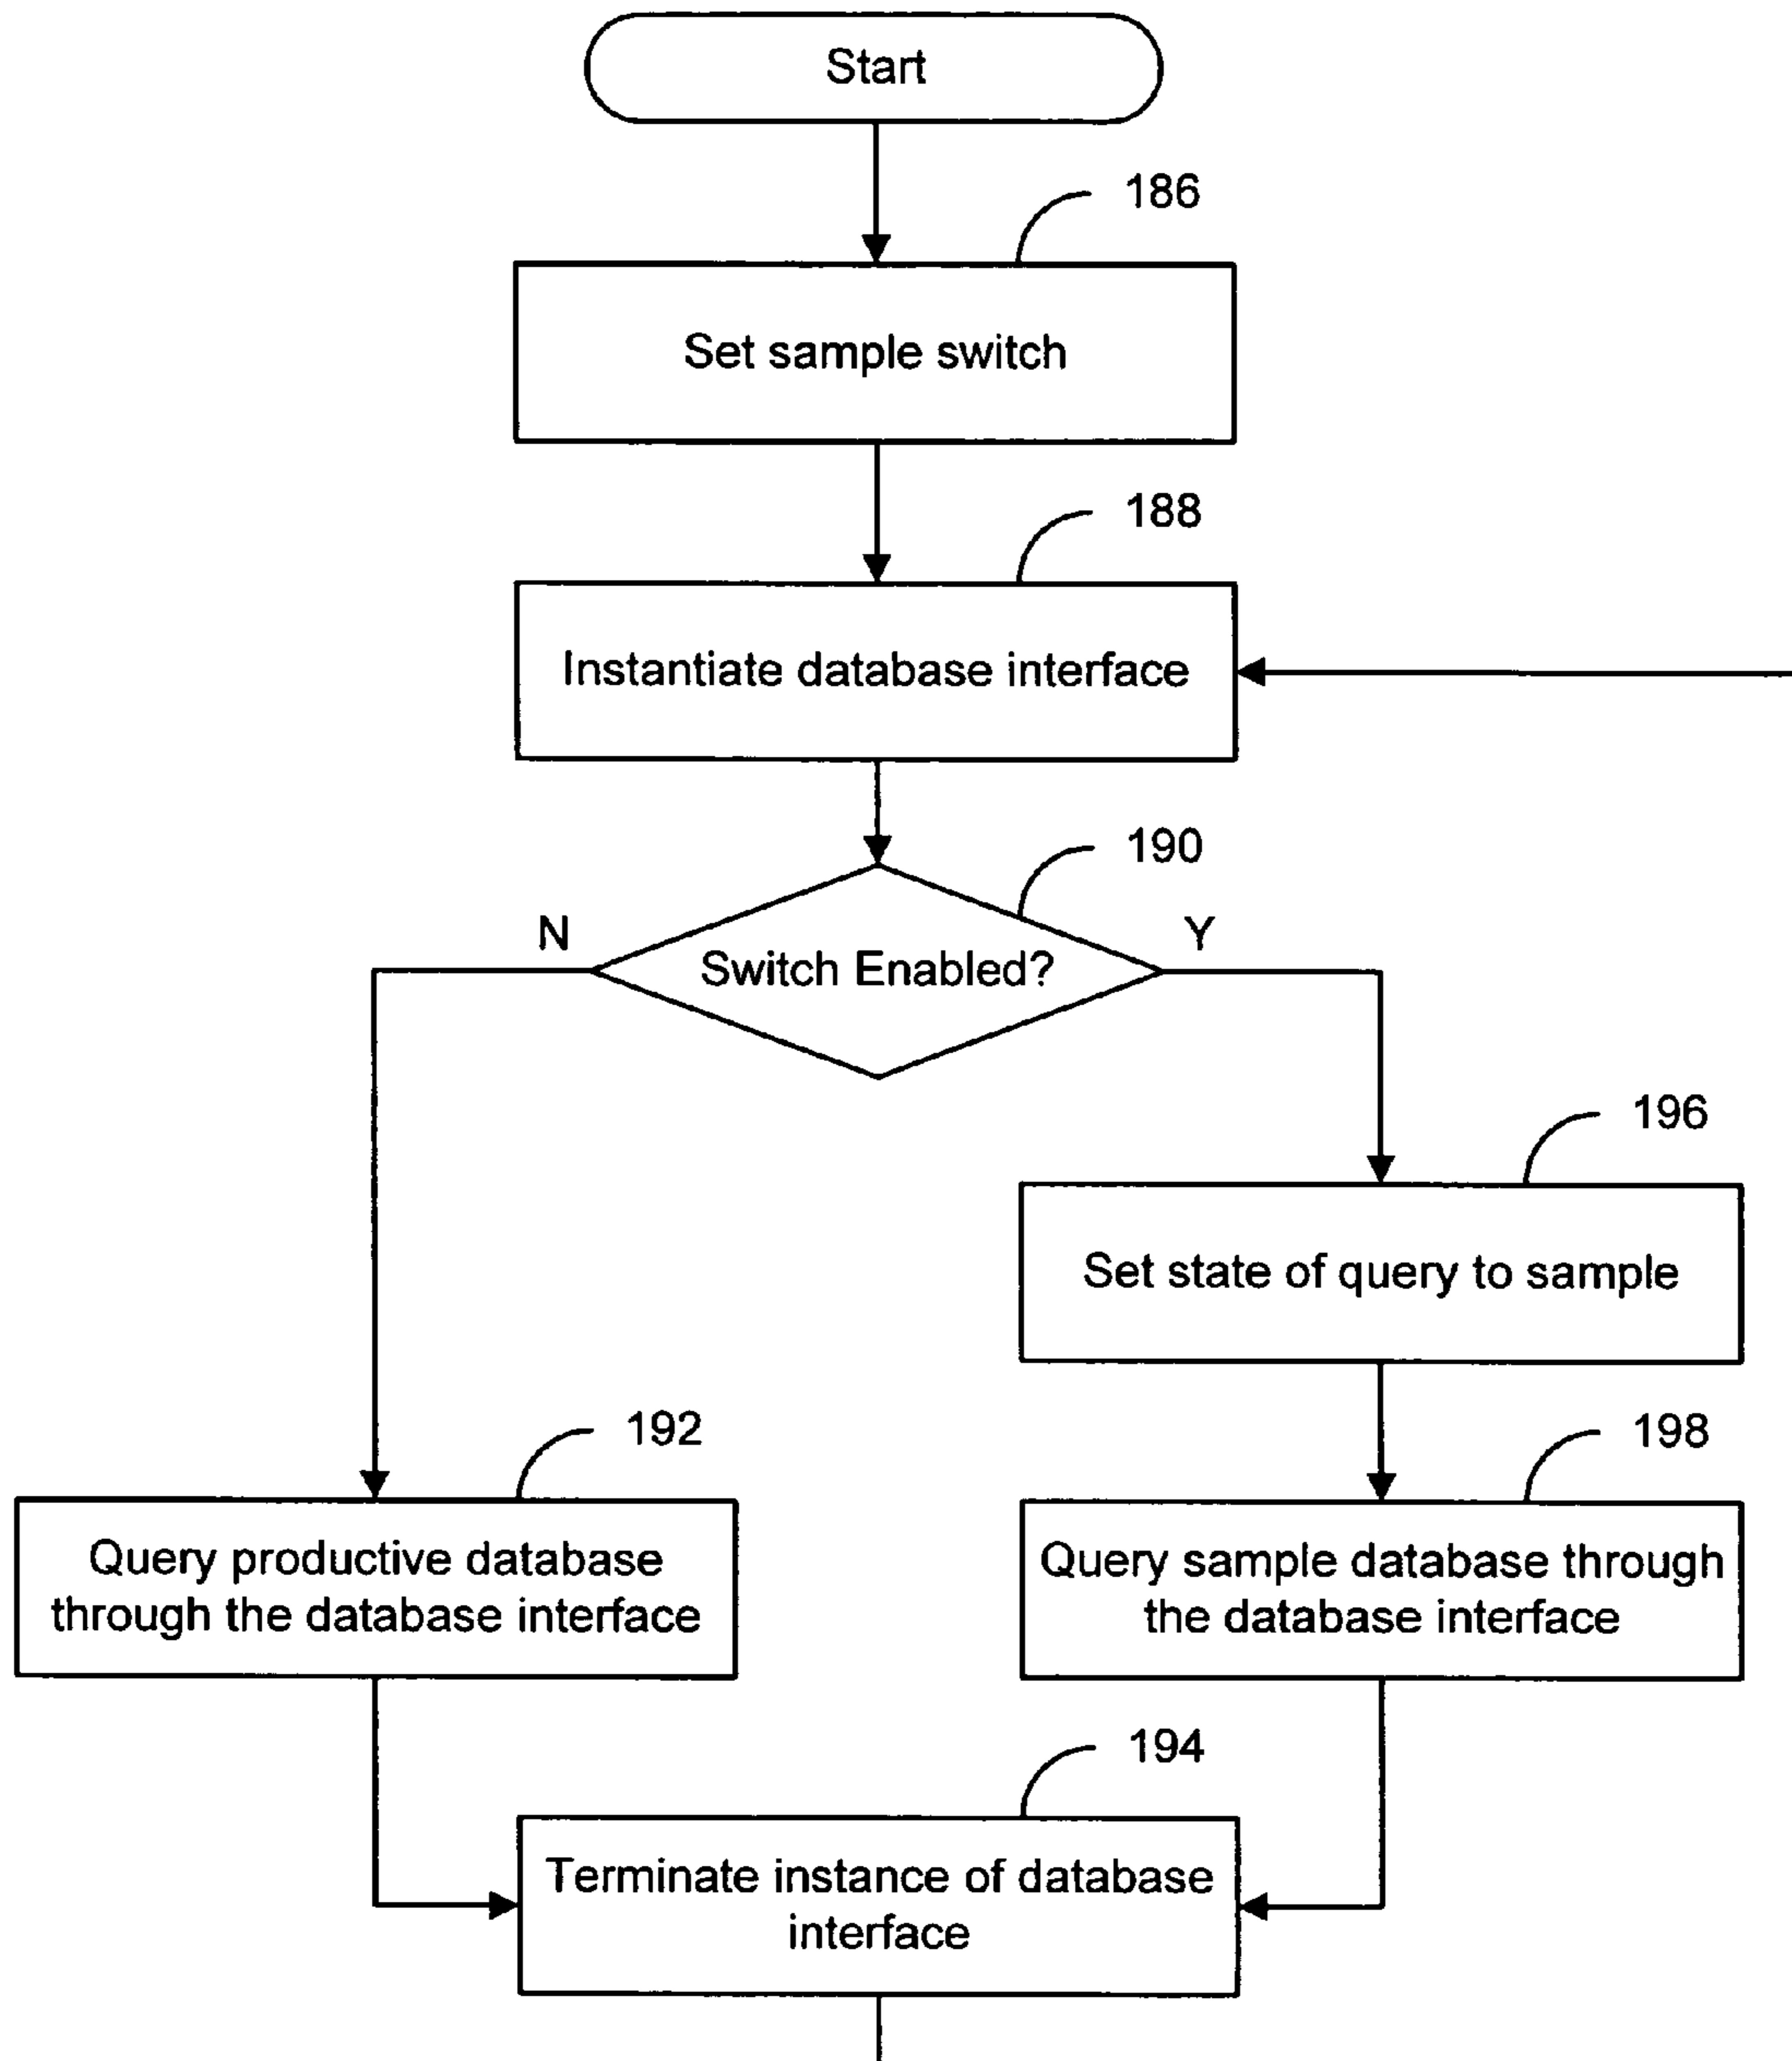 Start
186
Set sample switch
188
Instantiate database interface
190
N
Y
Switch Enabled?
196
Set state of query to sample
192
198
Query productive database
through the database interface
Query sample database through
the database interface
194
Terminate instance of database
interface